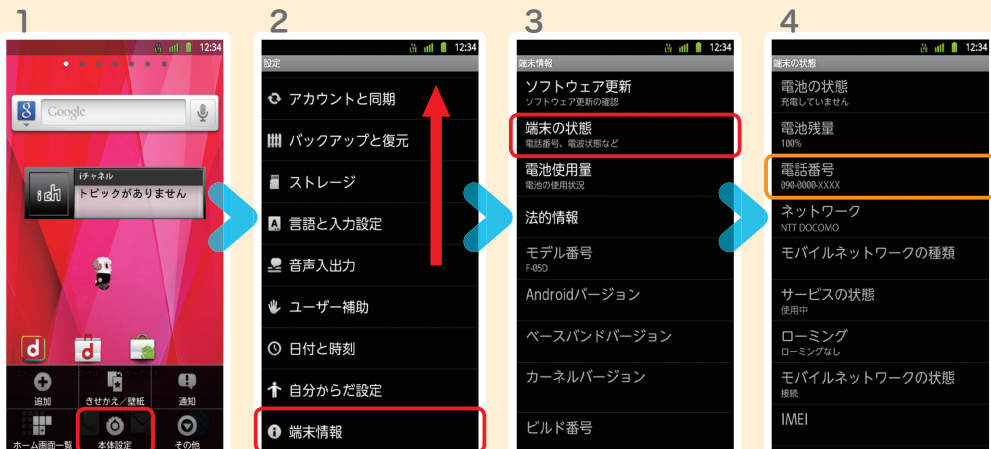 1
12:34
8 Google
iチャネル
ich
トピックがありません
d
d
追加
きせかえ／壁紙
通知
ホーム画面一覧
本体設定
その他
2
12:34
設定
アカウントと同期
バックアップと復元
ストレージ
A 言語と入力設定
音声入出力
ユーザー補助
日付と時刻
自分からだ設定
端末情報
3
12:34
端末情報
ソフトウェア更新
ソフトウェア更新の確認
端末の状態
電話番号、電波状態など
電池使用量
電池の使用状況
法的情報
モデル番号
F-05D
Androidバージョン
ベースバンドバージョン
カーネルバージョン
ビルド番号
4
12:34
端末の状態
電池の状態
充電していません
電池残量
100%
電話番号
090-0000-XXXX
ネットワーク
NTT DOCOMO
モバイルネットワークの種類
サービスの状態
使用中
ローミング
ローミングなし
モバイルネットワークの状態
接続
IMEI